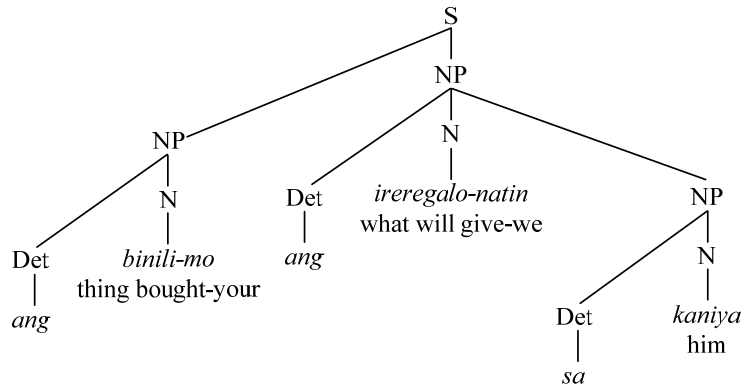 S
NP
NP
N
Det
ireregalo-natin
what will give-we
NP
N
Det
binili-mo
thing bought-your
ang
ang
N
Det
kaniya
him
sa